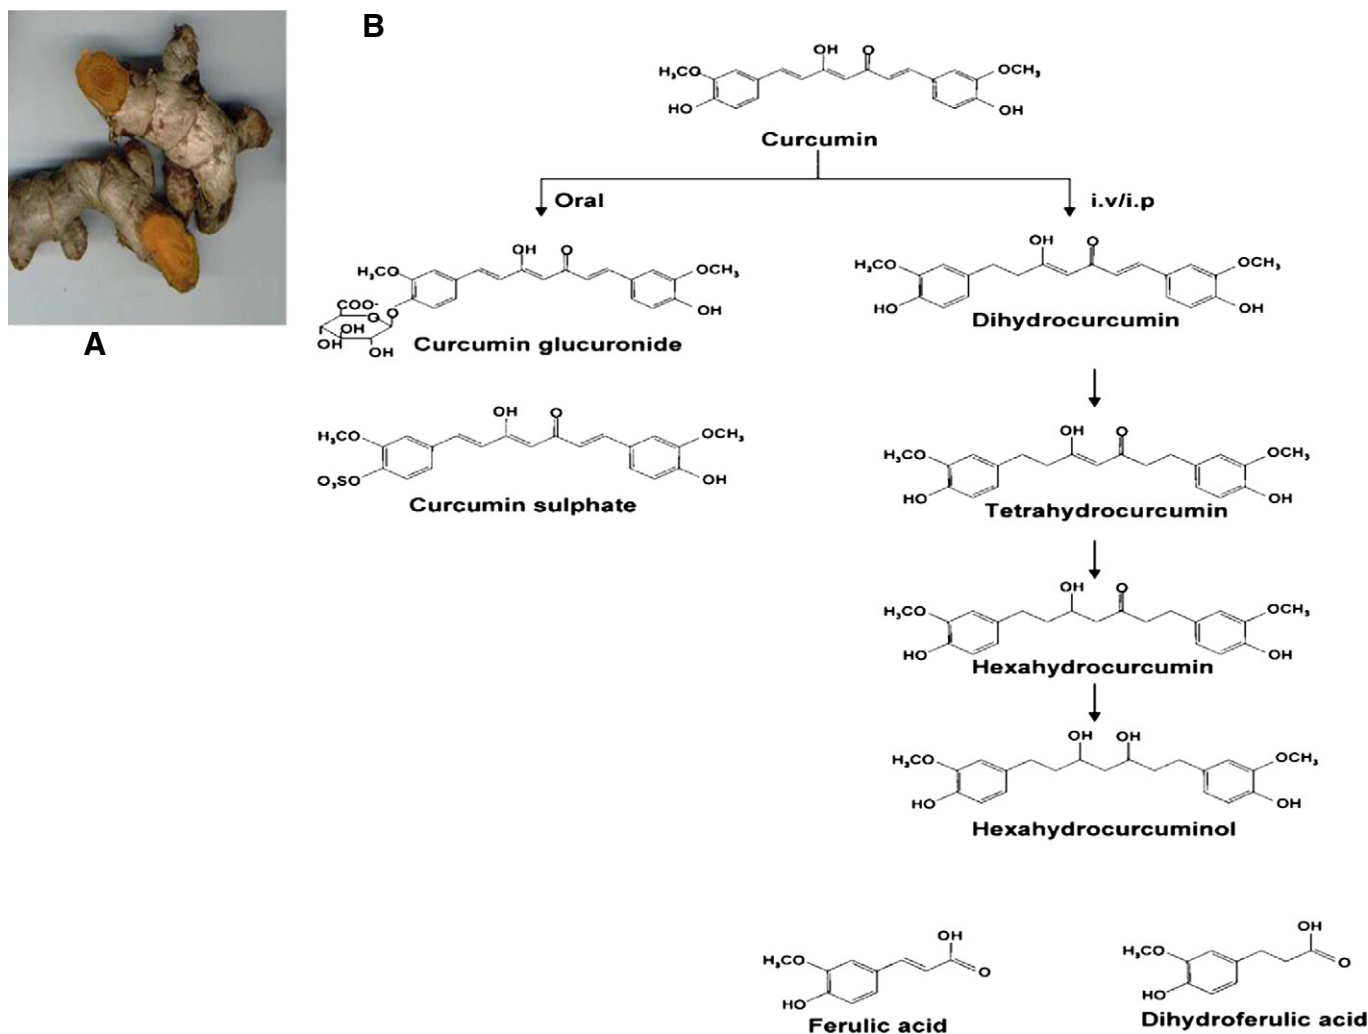 B
OH O
H₃CO OCH₃
HO OH
Curcumin
Oral i.v/i.p
OH O
H₃CO OCH₃
COO⁻ O O OH
OH OH OH
Curcumin glucuronide
OH O
H₃CO OCH₃
HO OH
Dihydrocurcumin
A
OH O
H₃CO OCH₃
O₃SO OH
Curcumin sulphate
OH O
H₃CO OCH₃
HO OH
Tetrahydrocurcumin
OH O
H₃CO OCH₃
HO OH
Hexahydrocurcumin
OH OH
H₃CO OCH₃
HO OH
Hexahydrocurcuminol
OH
H₃CO O
HO
Ferulic acid
OH
H₃CO O
HO
Dihydroferulic acid